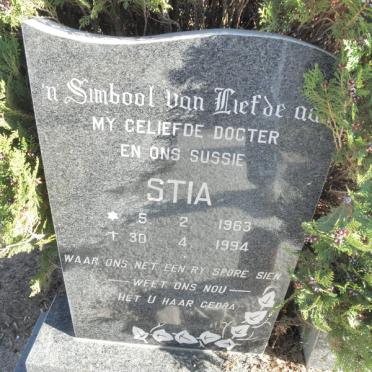 'n Simbool van Liefde aan
MY GELIEFDE DOGTER
EN ONS SUSSIE
STIA
* 5 2 1963
† 30 4 1994
WAAR ONS NET EEN RY SPORE SIEN
WEET ONS NOU
HET U HAAR GEDRA